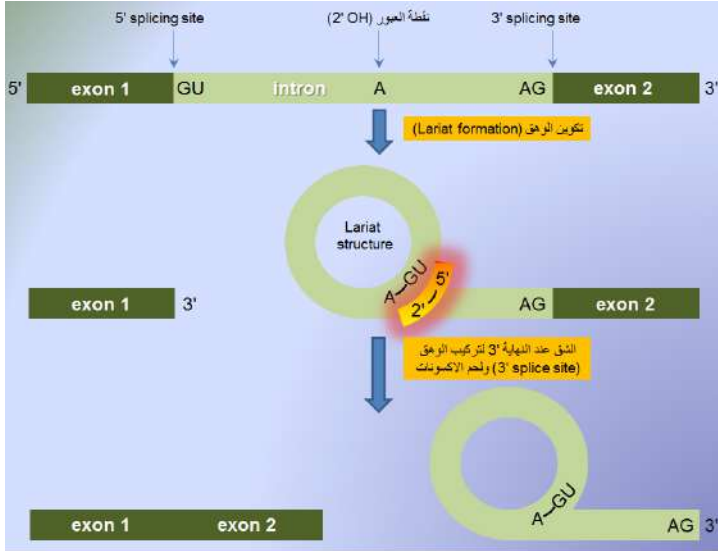 5' splicing site
نقطة العبور (2' OH)
3' splicing site
5' exon 1 GU intron A AG exon 2 3'
تكوين الوهق (Lariat formation)
Lariat
structure
A–GU
2'–5'
exon 1 3'
AG exon 2
الشق عند النهاية 3' لتركيب الوهق
(3' splice site) ولحم الاكسونات
A–GU
exon 1 exon 2
AG 3'